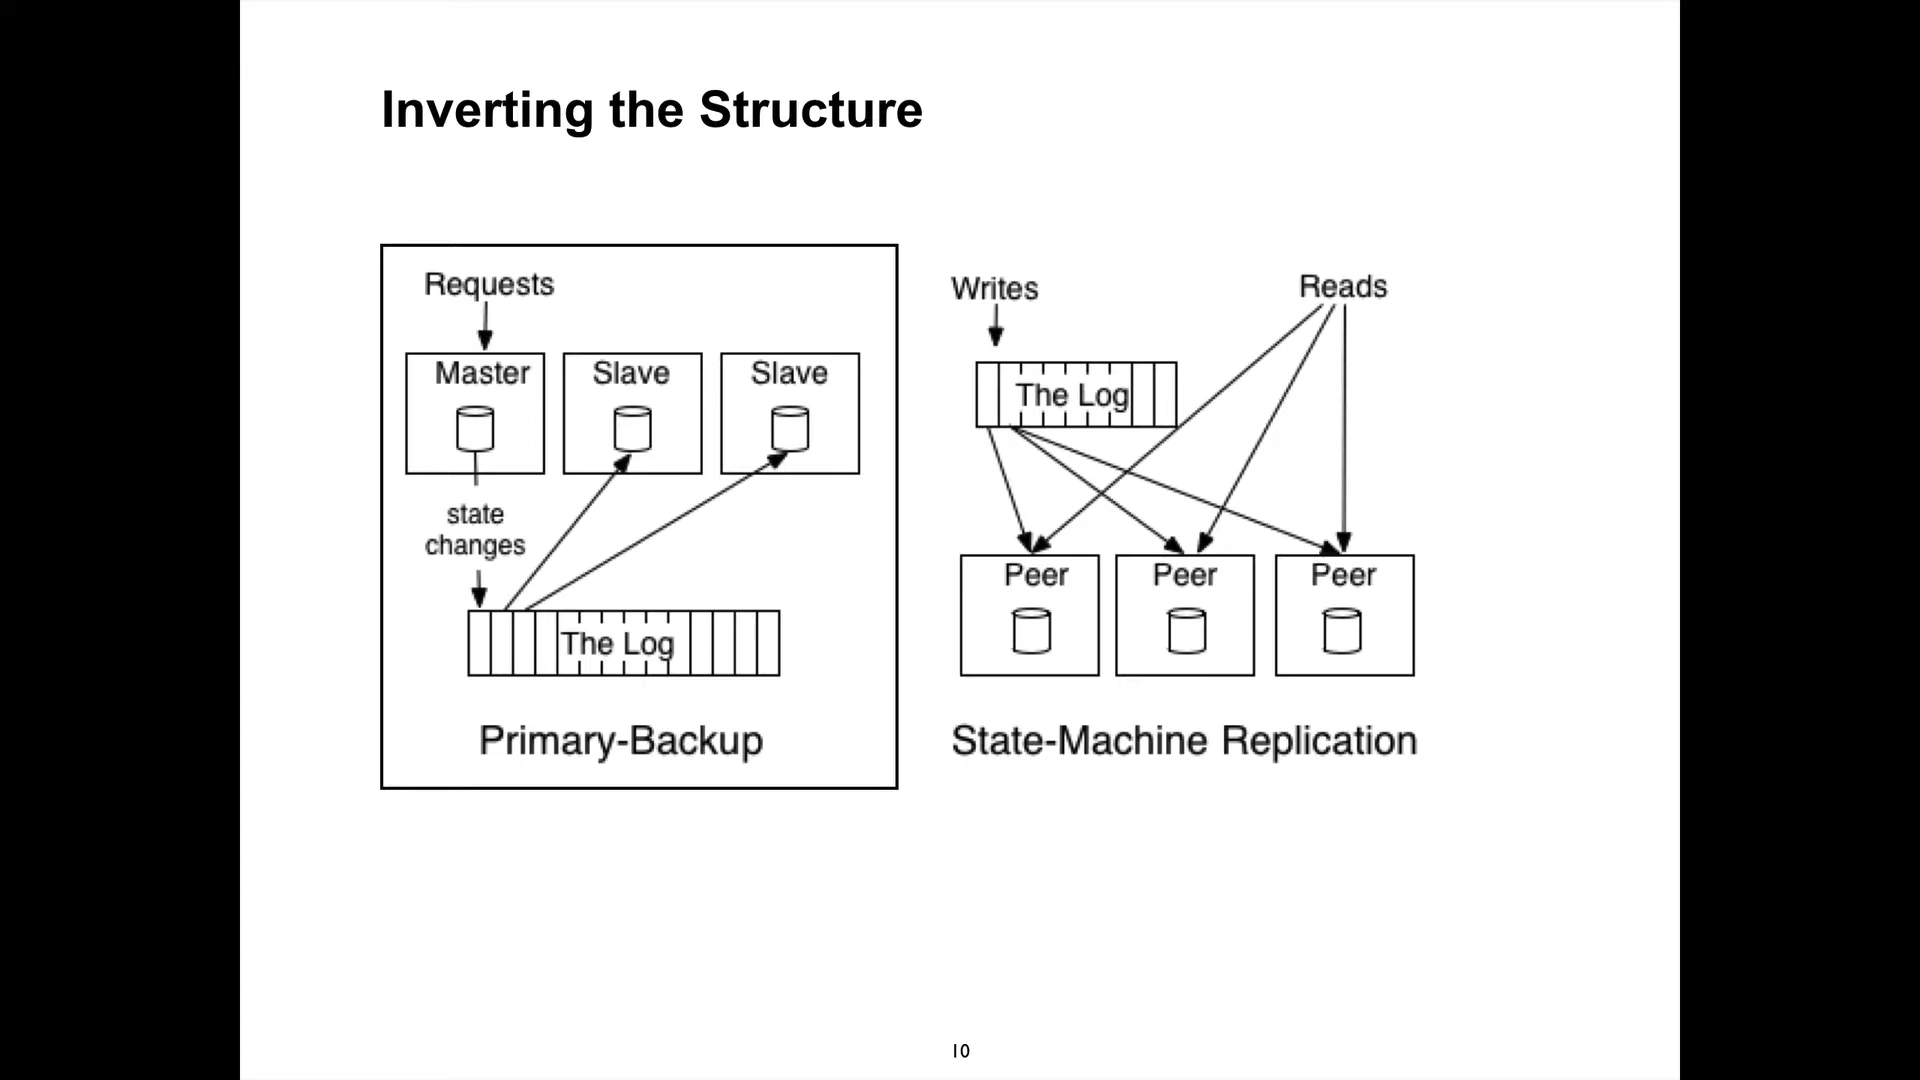 Inverting the Structure
Requests
Master
Slave
Slave
state
changes
The Log
Primary-Backup
Writes
Reads
The Log
Peer
Peer
Peer
State-Machine Replication
10